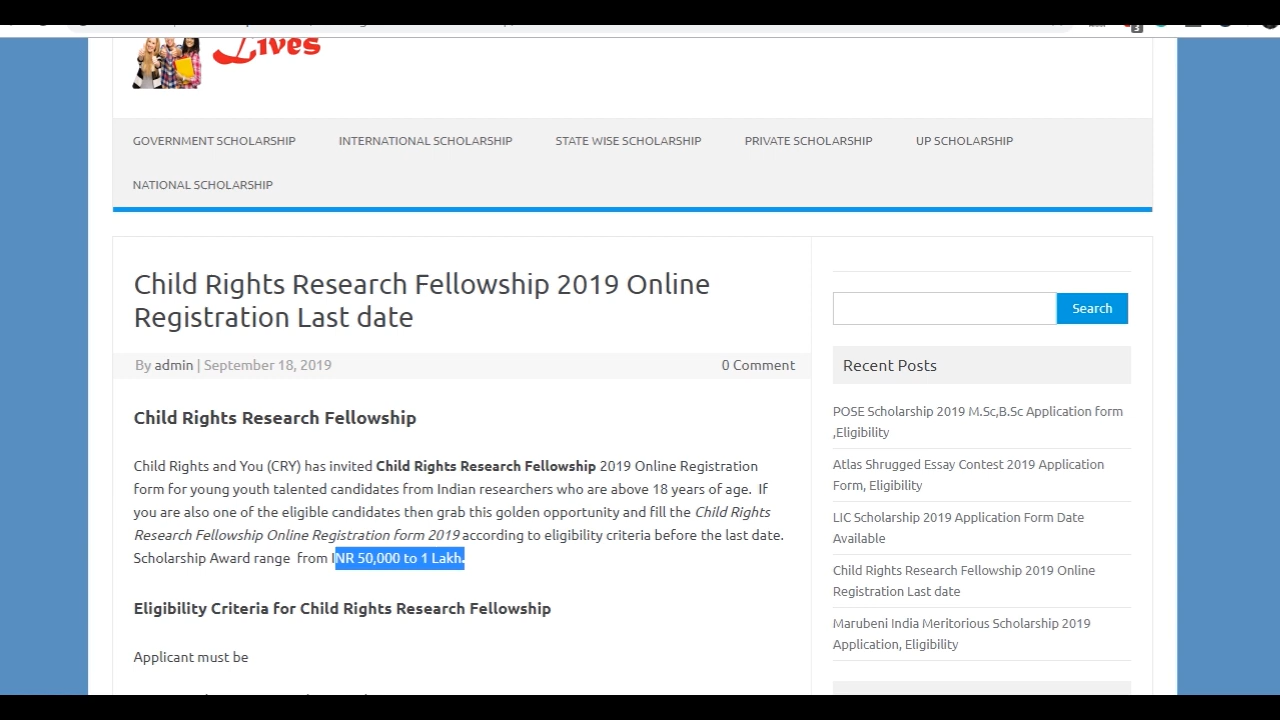 Lives
GOVERNMENT SCHOLARSHIP
INTERNATIONAL SCHOLARSHIP
STATE WISE SCHOLARSHIP
PRIVATE SCHOLARSHIP
UP SCHOLARSHIP
NATIONAL SCHOLARSHIP
Child Rights Research Fellowship 2019 Online
Registration Last date
By admin | September 18, 2019
0 Comment
Child Rights Research Fellowship
Child Rights and You (CRY) has invited Child Rights Research Fellowship 2019 Online Registration
form for young youth talented candidates from Indian researchers who are above 18 years of age. If
you are also one of the eligible candidates then grab this golden opportunity and fill the Child Rights
Research Fellowship Online Registration form 2019 according to eligibility criteria before the last date.
Scholarship Award range from INR 50,000 to 1 Lakh.
Eligibility Criteria for Child Rights Research Fellowship
Applicant must be
Search
Recent Posts
POSE Scholarship 2019 M.Sc,B.Sc Application form
,Eligibility
Atlas Shrugged Essay Contest 2019 Application
Form, Eligibility
LIC Scholarship 2019 Application Form Date
Available
Child Rights Research Fellowship 2019 Online
Registration Last date
Marubeni India Meritorious Scholarship 2019
Application, Eligibility